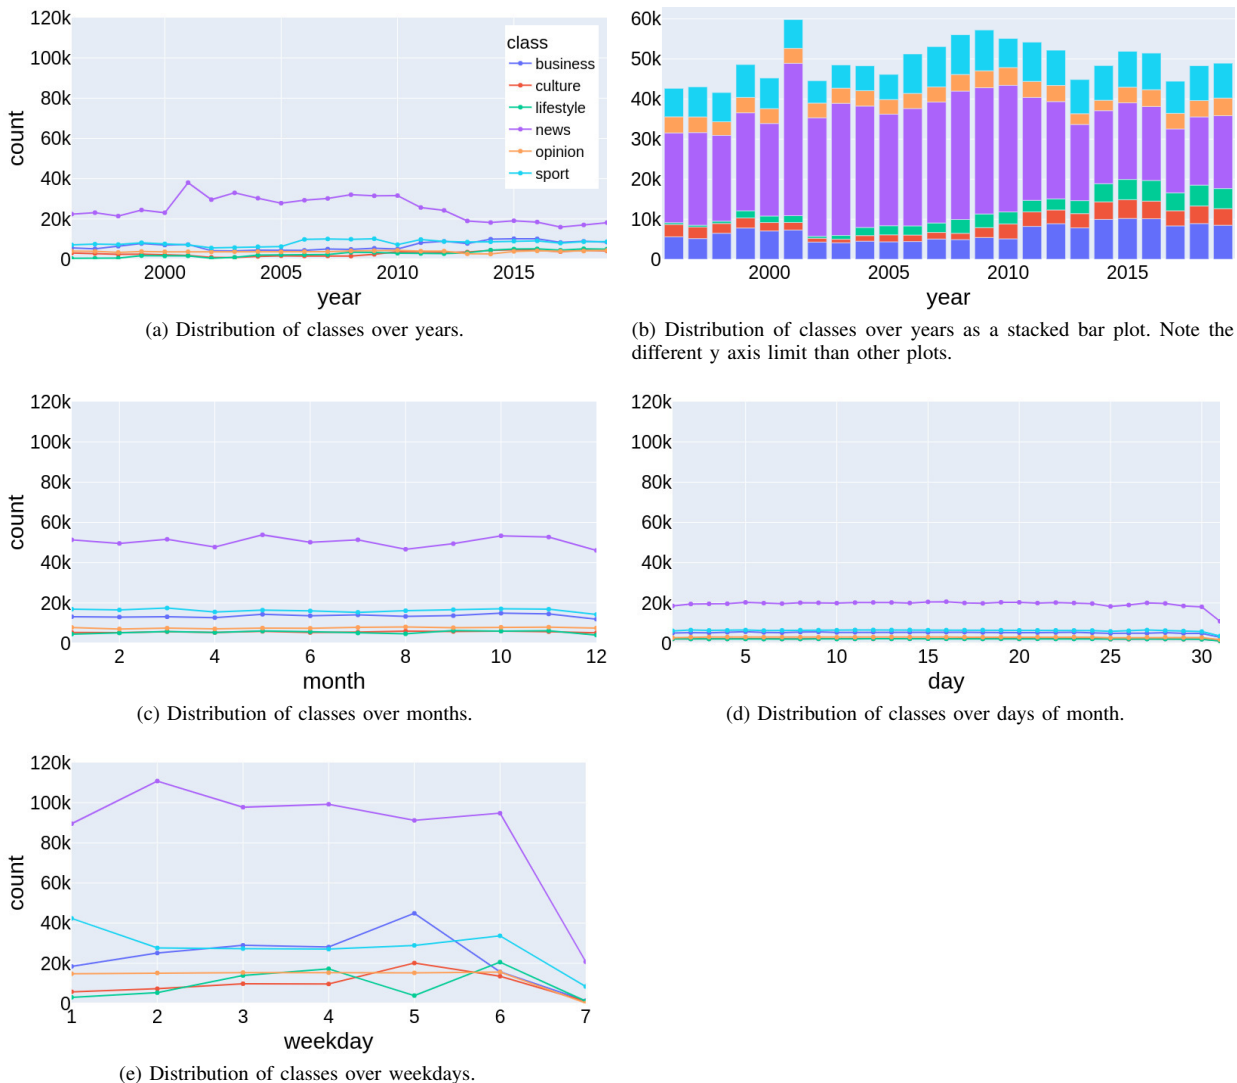 120k
100k
80k
60k
40k
20k
0
count
class
business
culture
lifestyle
news
opinion
sport
2000 2005 2010 2015
year
(a) Distribution of classes over years.
60k
50k
40k
30k
20k
10k
0
2000 2005 2010 2015
year
(b) Distribution of classes over years as a stacked bar plot. Note the
different y axis limit than other plots.
120k
100k
80k
60k
40k
20k
0
count
2 4 6 8 10 12
month
(c) Distribution of classes over months.
120k
100k
80k
60k
40k
20k
0
5 10 15 20 25 30
day
(d) Distribution of classes over days of month.
120k
100k
80k
60k
40k
20k
0
count
1 2 3 4 5 6 7
weekday
(e) Distribution of classes over weekdays.